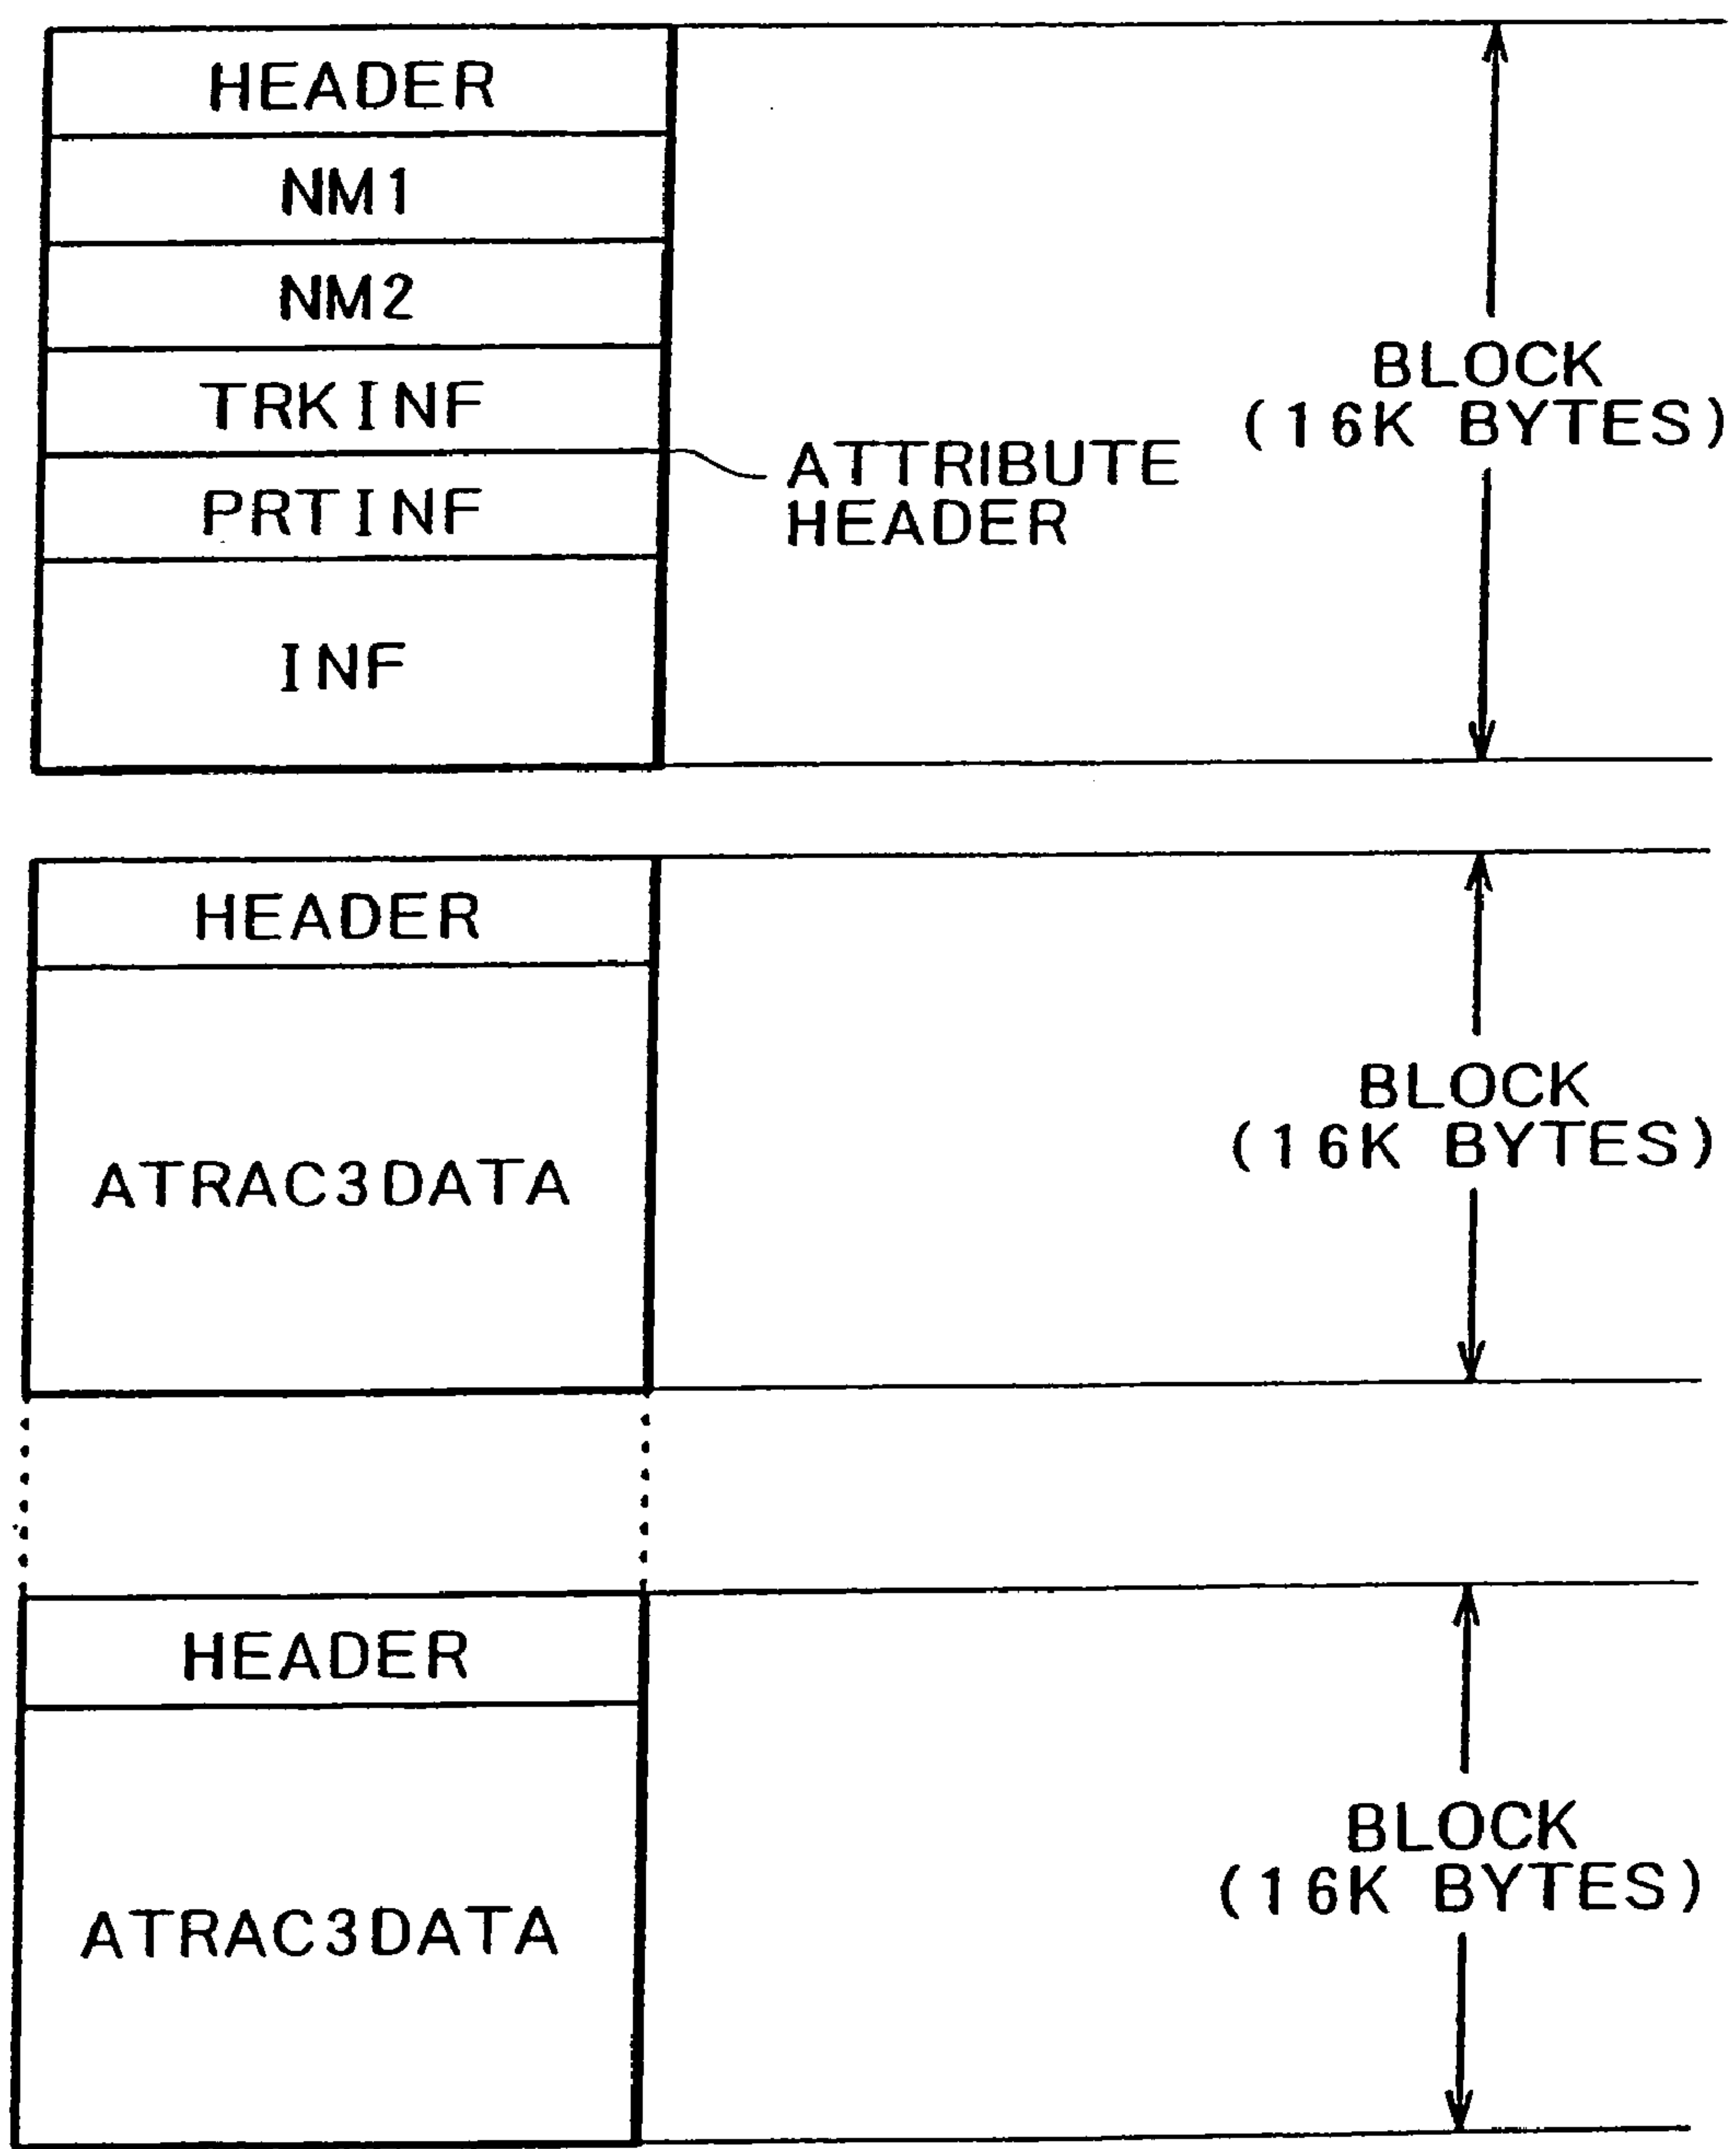 HEADER
NM1
NM2
TRKINF
PRTINF
INF
ATTRIBUTE
HEADER
BLOCK
(16K BYTES)
HEADER
ATRAC3DATA
BLOCK
(16K BYTES)
HEADER
ATRAC3DATA
BLOCK
(16K BYTES)